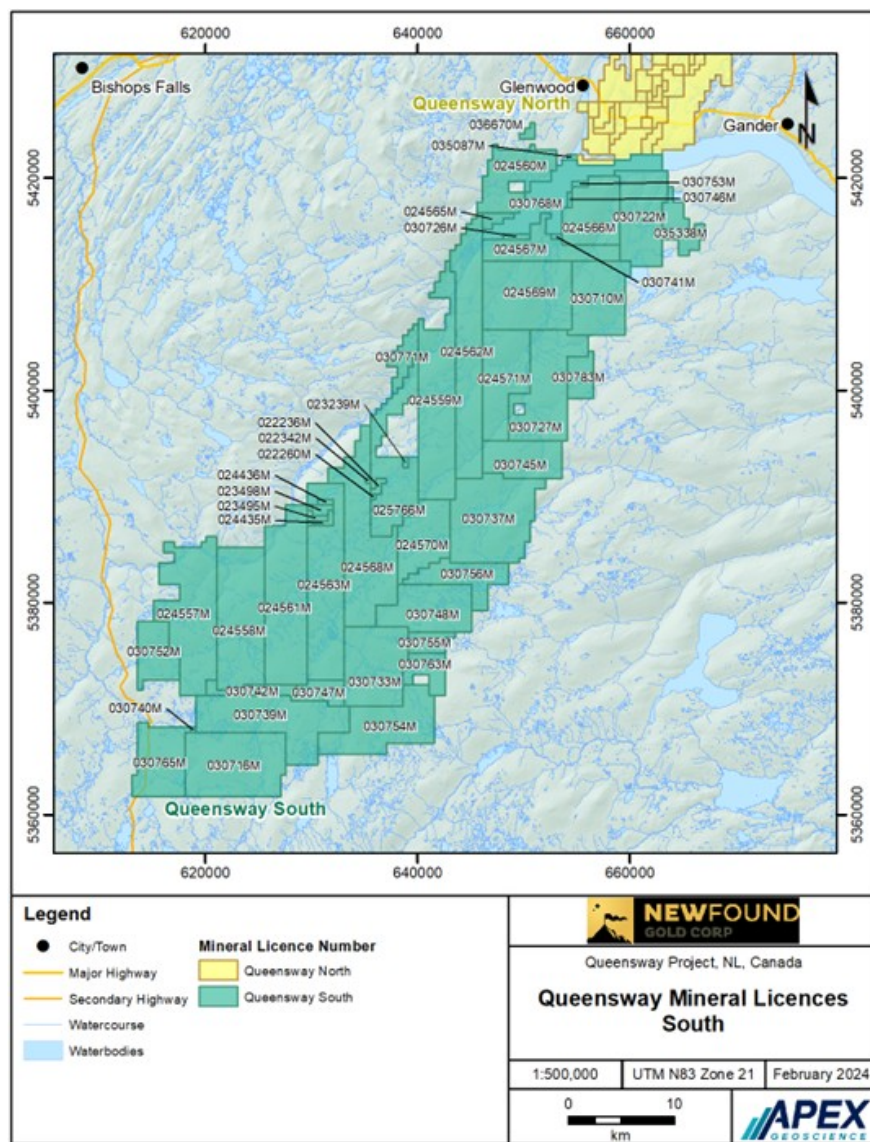 620000
640000
660000
Bishops Falls
Glenwood
Queensway North
Gander
N
036670M
035087M
024560M
5420000
5420000
030753M
030768M
030746M
024565M
030726M
024566M
030722M
035338M
024567M
030741M
024569M
030710M
030771M
024562M
024571M
030783M
5400000
5400000
024559M
023239M
022236M
022342M
022260M
030727M
030745M
024436M
023498M
023495M
024435M
025766M
030737M
024570M
024568M
030756M
024563M
5380000
5380000
024557M
024561M
024558M
030748M
030752M
030755M
030763M
030742M
030747M
030733M
030740M
030739M
030754M
030765M
030716M
Queensway South
5360000
5360000
620000
640000
660000
Legend
City/Town
Major Highway
Secondary Highway
Watercourse
Waterbodies
Mineral Licence Number
Queensway North
Queensway South
NEWFOUND
GOLD CORP
Queensway Project, NL, Canada
Queensway Mineral Licences
South
1:500,000
UTM N83 Zone 21
February 2024
0 10
km
APEX
GEOSCIENCE